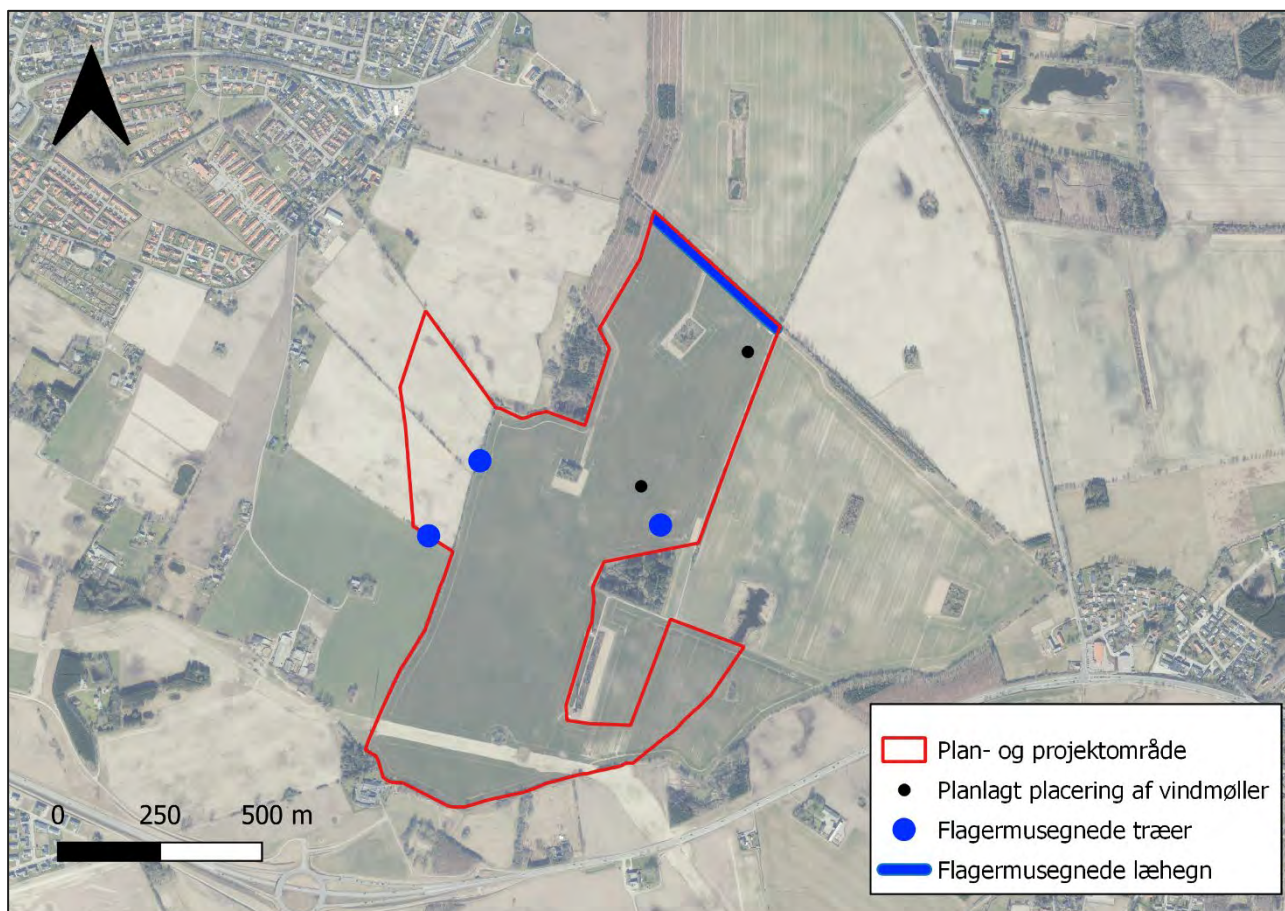 0 250 500 m
Plan- og projektområde
Planlagt placering af vindmøller
Flagermusegnede træer
Flagermusegnede læhegn